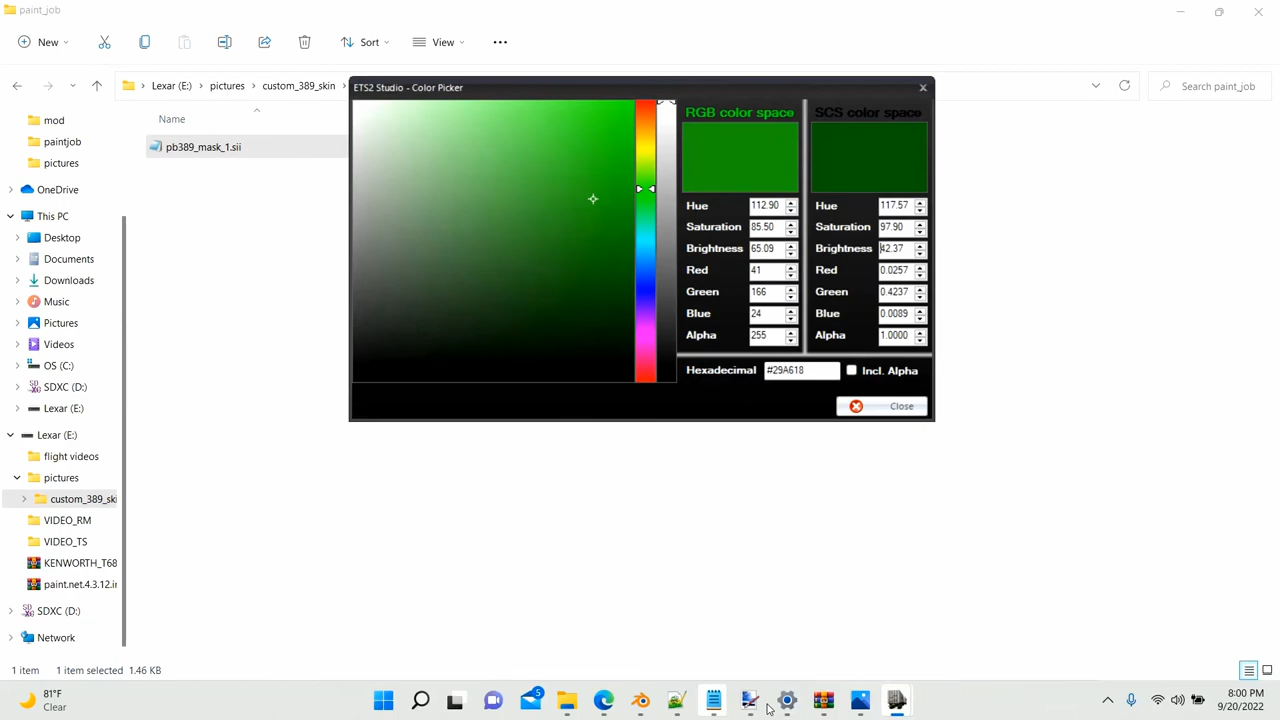 paint_job
New
Sort
View
Lexar (E:)
pictures
custom_389_skin
Search paint_job
Name
pb389_mask_1.sii
mod
paintjob
pictures
OneDrive
This PC
Desktop
Documents
Downloads
Music
Pictures
Videos
OS (C:)
SDXC (D:)
Lexar (E:)
Lexar (E:)
flight videos
pictures
custom_389_ski
VIDEO_RM
VIDEO_TS
KENWORTH_T68
paint.net.4.3.12.in
SDXC (D:)
Network
ETS2 Studio - Color Picker
RGB color space
SCS color space
Hue 112.90 Hue 117.57
Saturation 85.50 Saturation 97.90
Brightness 65.09 Brightness 42.37
Red 41 Red 0.0257
Green 166 Green 0.4237
Blue 24 Blue 0.0089
Alpha 255 Alpha 1.0000
Hexadecimal #29A618 Incl. Alpha
Close
1 item 1 item selected 1.46 KB
81°F
Clear
5
8:00 PM
9/20/2022